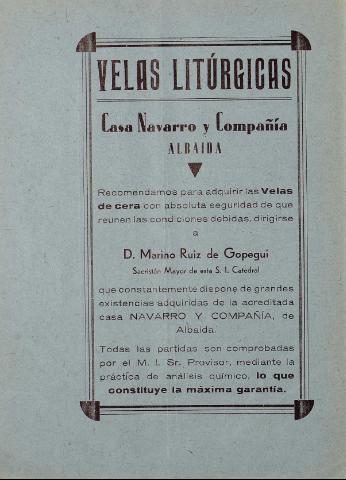 VELAS LITÚRGICAS
Casa Navarro y Compañía
ALBAIDA
Recomendamos para adquirir las Velas
de cera con absoluta seguridad de que
reunen las condiciones debidas, dirigirse
a
D. Marino Ruiz de Gopegui
Sacristán Mayor de esta S. I. Catedral
que constantemente dispone de grandes
existencias adquiridas de la acreditada
casa NAVARRO Y COMPAÑÍA, de
Albaida.
Todas las partidas son comprobadas
por el M. I. Sr. Provisor, mediante la
práctica de análisis químico, lo que
constituye la máxima garantía.